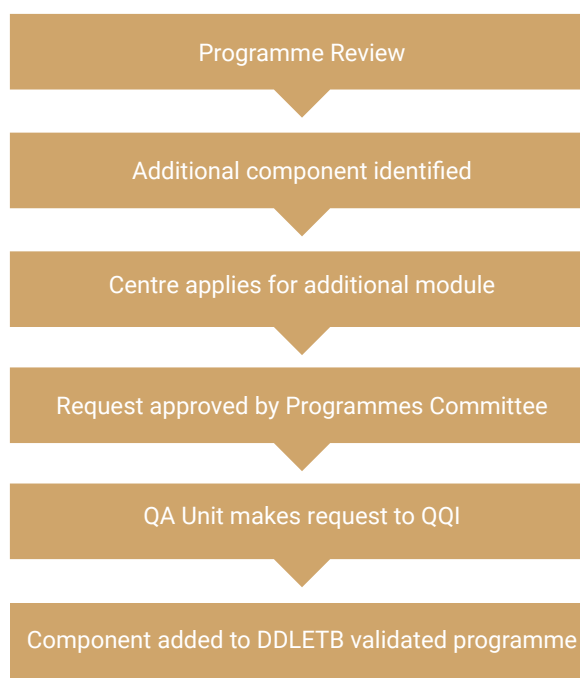 Programme Review
Additional component identified
Centre applies for additional module
Request approved by Programmes Committee
QA Unit makes request to QQI
Component added to DDLETB validated programme